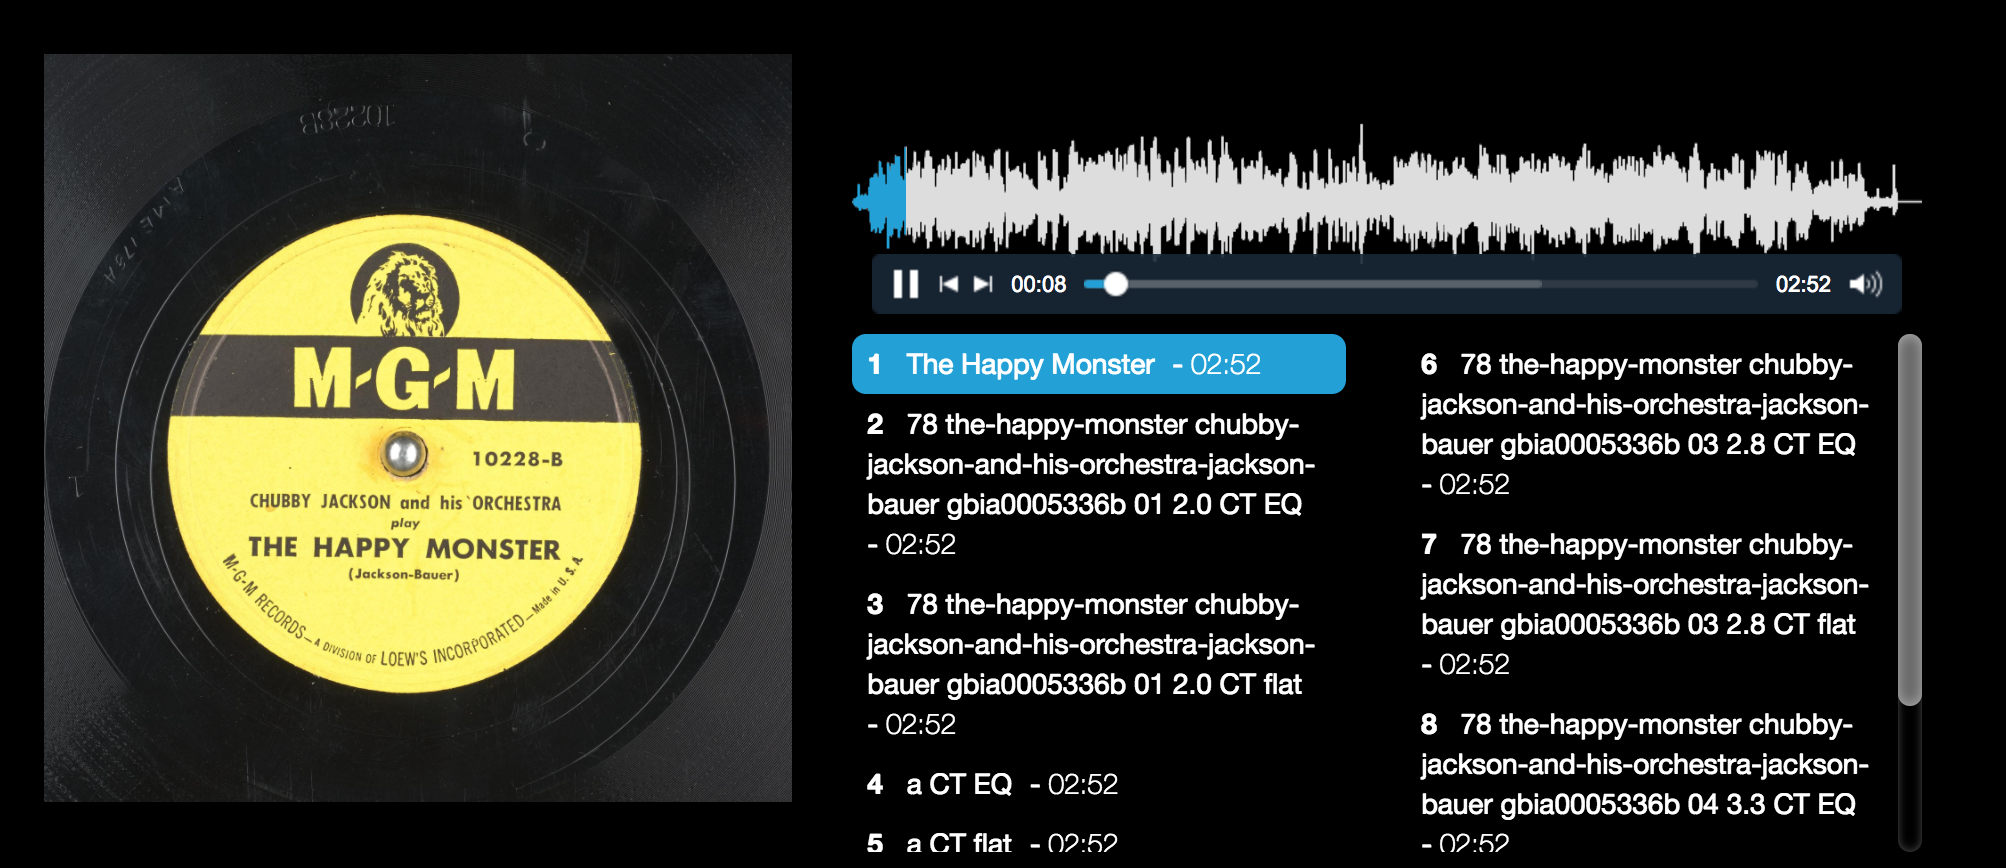 10228B
M-G-M
10228-B
CHUBBY JACKSON and his ORCHESTRA
play
THE HAPPY MONSTER
(Jackson-Bauer)
M-G-M RECORDS—A DIVISION OF LOEW'S INCORPORATED—Made in U. S. A.
00:08
02:52
1 The Happy Monster - 02:52
2 78 the-happy-monster chubby-
jackson-and-his-orchestra-jackson-
bauer gbia0005336b 01 2.0 CT EQ
- 02:52
3 78 the-happy-monster chubby-
jackson-and-his-orchestra-jackson-
bauer gbia0005336b 01 2.0 CT flat
- 02:52
4 a CT EQ - 02:52
5 a CT flat - 02:52
6 78 the-happy-monster chubby-
jackson-and-his-orchestra-jackson-
bauer gbia0005336b 03 2.8 CT EQ
- 02:52
7 78 the-happy-monster chubby-
jackson-and-his-orchestra-jackson-
bauer gbia0005336b 03 2.8 CT flat
- 02:52
8 78 the-happy-monster chubby-
jackson-and-his-orchestra-jackson-
bauer gbia0005336b 04 3.3 CT EQ
- 02:52